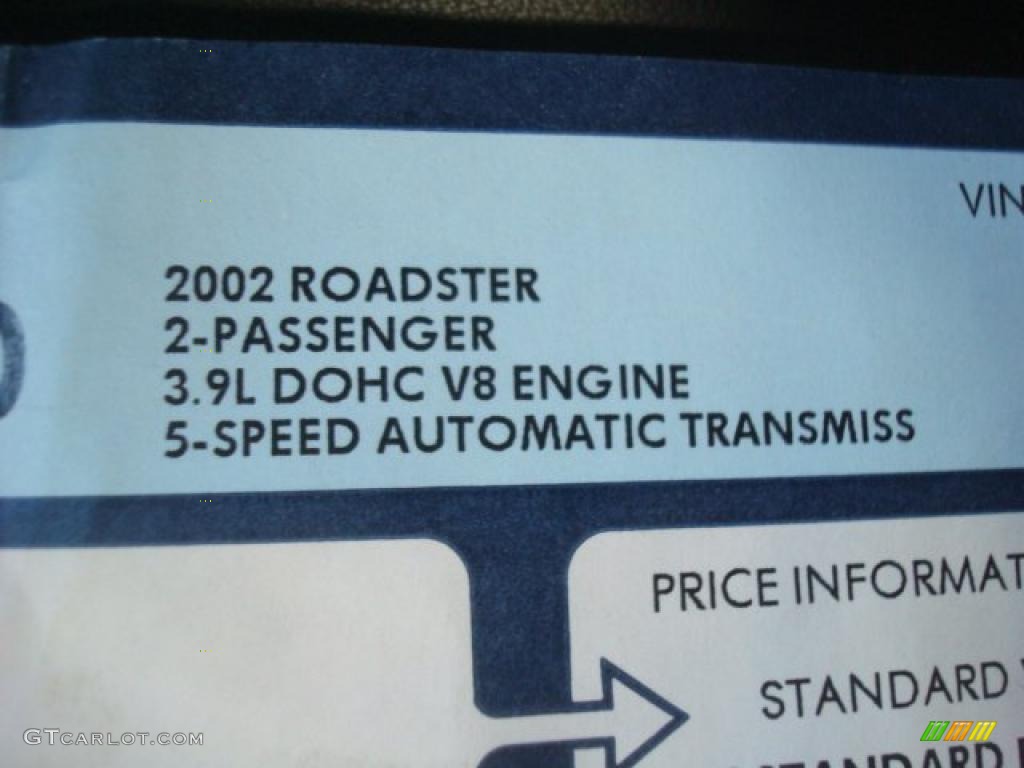 VIN
2002 ROADSTER
2-PASSENGER
3.9L DOHC V8 ENGINE
5-SPEED AUTOMATIC TRANSMISS
PRICE INFORMAT
STANDARD
STANDARD
GTCARLOT.COM